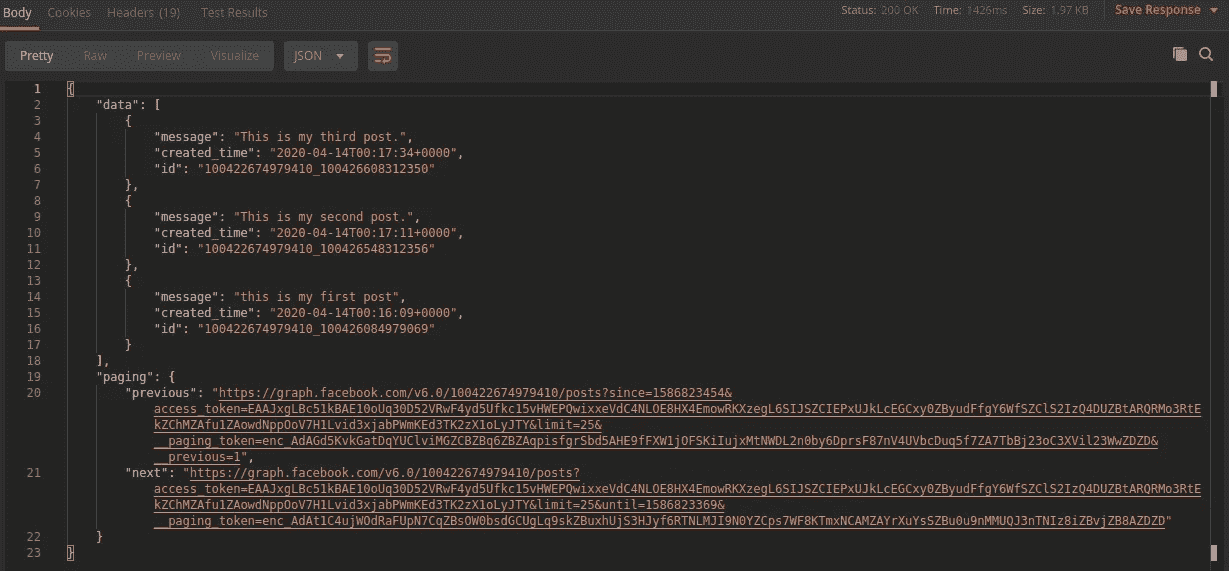 Body Cookies Headers (19) Test Results Status: 200 OK Time: 1426ms Size: 1.97 KB Save Response
Pretty Raw Preview Visualize JSON
1 {
2 "data": [
3 {
4 "message": "This is my third post.",
5 "created_time": "2020-04-14T00:17:34+0000",
6 "id": "100422674979410_100426608312350"
7 },
8 {
9 "message": "This is my second post.",
10 "created_time": "2020-04-14T00:17:11+0000",
11 "id": "100422674979410_100426548312356"
12 },
13 {
14 "message": "this is my first post",
15 "created_time": "2020-04-14T00:16:09+0000",
16 "id": "100422674979410_100426084979069"
17 }
18 ],
19 "paging": {
20 "previous": "https://graph.facebook.com/v6.0/100422674979410/posts?since=1586823454&
access_token=EAAJxgLBc51kBAE10oUq30D52VRwF4yd5Ufkc15vHWEPQwixxeVdC4NLOE8HX4EmowRKXzegL6SIJSZCIEPxUJkLcEGCxy0ZByudFfgY6WfSZClS2IzQ4DUZBtARQRMo3RtE
kZChMZAfu1ZAowdNppOoV7H1Lvid3xjabPWmKEd3TK2zX1oLyJTY&limit=25&
__paging_token=enc_AdAGd5KvkGatDqYUClviMGZCBZBq6ZBZAqpisfgrSbd5AHE9fFXW1jOFSKiIujxMtNWDL2n0by6DprsF87nV4UVbcDuq5f7ZA7TbBj23oC3XVil23WwZDZD&
__previous=1",
21 "next": "https://graph.facebook.com/v6.0/100422674979410/posts?
access_token=EAAJxgLBc51kBAE10oUq30D52VRwF4yd5Ufkc15vHWEPQwixxeVdC4NLOE8HX4EmowRKXzegL6SIJSZCIEPxUJkLcEGCxy0ZByudFfgY6WfSZClS2IzQ4DUZBtARQRMo3RtE
kZChMZAfu1ZAowdNppOoV7H1Lvid3xjabPWmKEd3TK2zX1oLyJTY&limit=25&until=1586823369&
__paging_token=enc_AdAt1C4ujWOdRaFUpN7CqZBsOW0bsdGCUgLq9skZBuxhUjS3HJyf6RTNLMJI9N0YZCps7WF8KTmxNCAMZAYrXuYsSZBu0u9nMMUQJ3nTNIz8iZBvjZB8AZDZD"
22 }
23 }